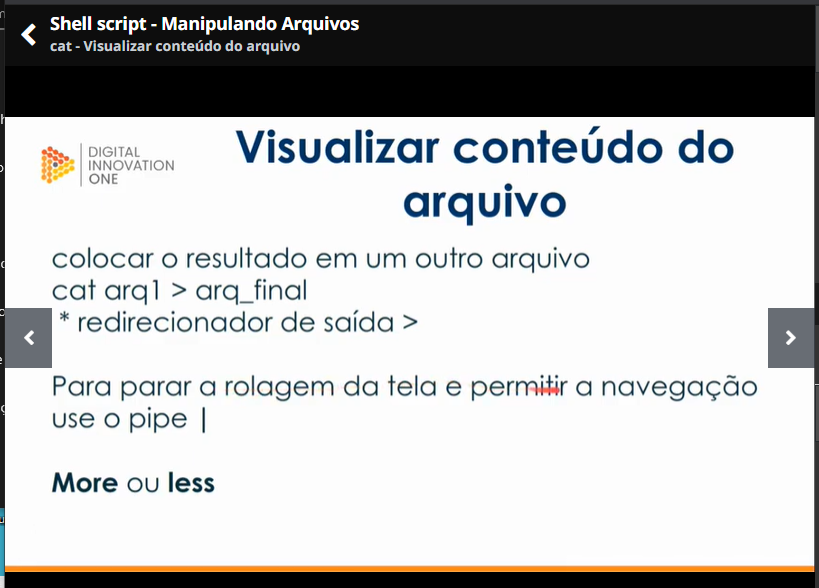 Shell script - Manipulando Arquivos
cat - Visualizar conteúdo do arquivo
DIGITAL
INNOVATION
ONE
Visualizar conteúdo do
arquivo
colocar o resultado em um outro arquivo
cat arq1 > arq_final
* redirecionador de saída >
Para parar a rolagem da tela e permitir a navegação
use o pipe |
More ou less